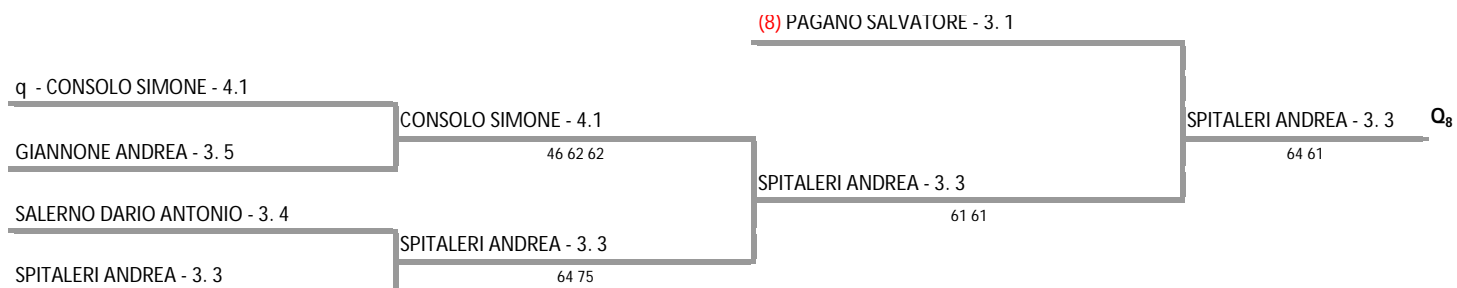 (8) PAGANO SALVATORE - 3. 1
q - CONSOLO SIMONE - 4.1
CONSOLO SIMONE - 4.1
SPITALERI ANDREA - 3. 3 Q8
GIANNONE ANDREA - 3. 5
46 62 62
64 61
SPITALERI ANDREA - 3. 3
SALERNO DARIO ANTONIO - 3. 4
61 61
SPITALERI ANDREA - 3. 3
SPITALERI ANDREA - 3. 3
64 75